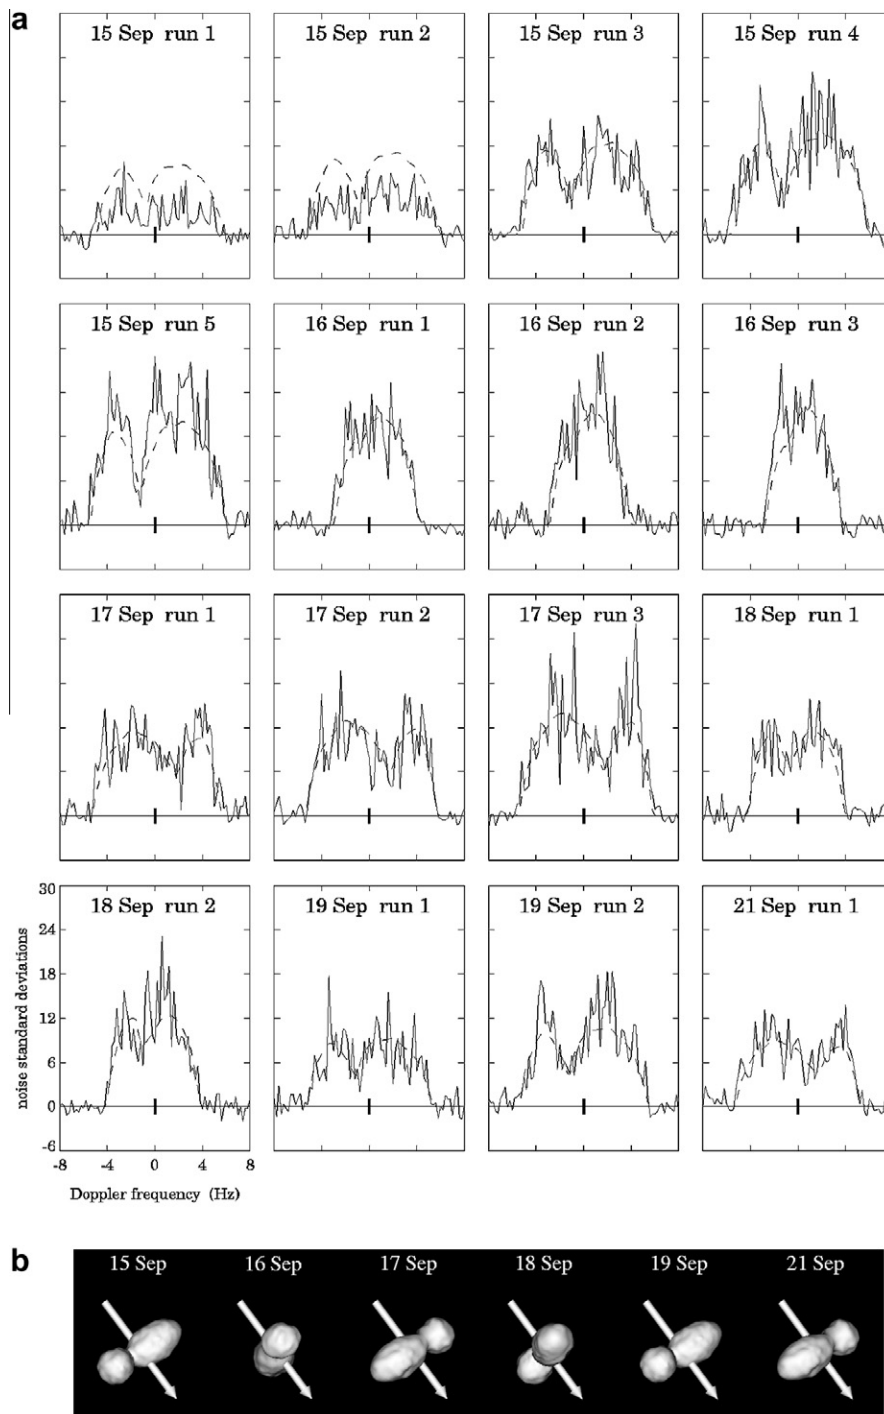 a
15 Sep run 1
15 Sep run 2
15 Sep run 3
15 Sep run 4
15 Sep run 5
16 Sep run 1
16 Sep run 2
16 Sep run 3
17 Sep run 1
17 Sep run 2
17 Sep run 3
18 Sep run 1
18 Sep run 2
19 Sep run 1
19 Sep run 2
21 Sep run 1
noise standard deviations
30
24
18
12
6
0
-6
-8 -4 0 4 8
Doppler frequency (Hz)
b
15 Sep 16 Sep 17 Sep 18 Sep 19 Sep 21 Sep